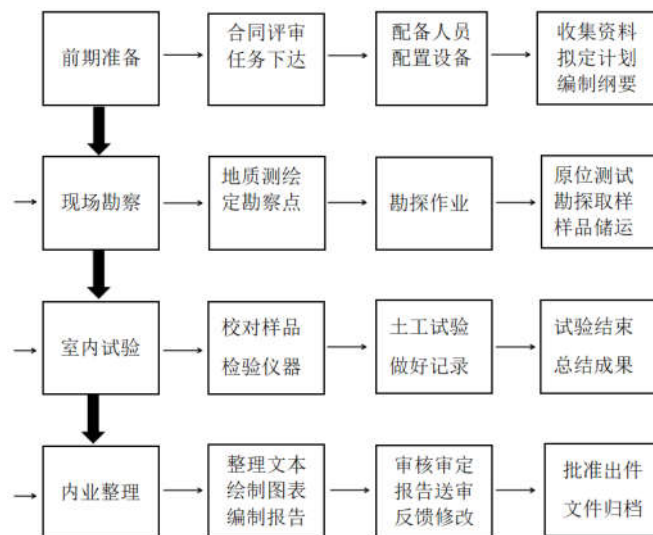 前期准备
合同评审
任务下达
配备人员
配置设备
收集资料
拟定计划
编制纲要
现场勘察
地质测绘
定勘察点
勘探作业
原位测试
勘探取样
样品储运
室内试验
校对样品
检验仪器
土工试验
做好记录
试验结束
总结成果
内业整理
整理文本
绘制图表
编制报告
审核审定
报告送审
反馈修改
批准出件
文件归档